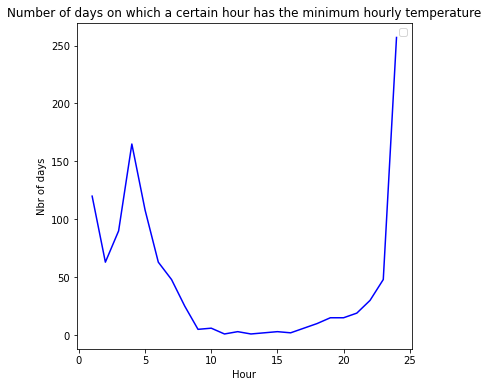 Number of days on which a certain hour has the minimum hourly temperature
250
200
150
100
50
0
Nbr of days
0 5 10 15 20 25
Hour